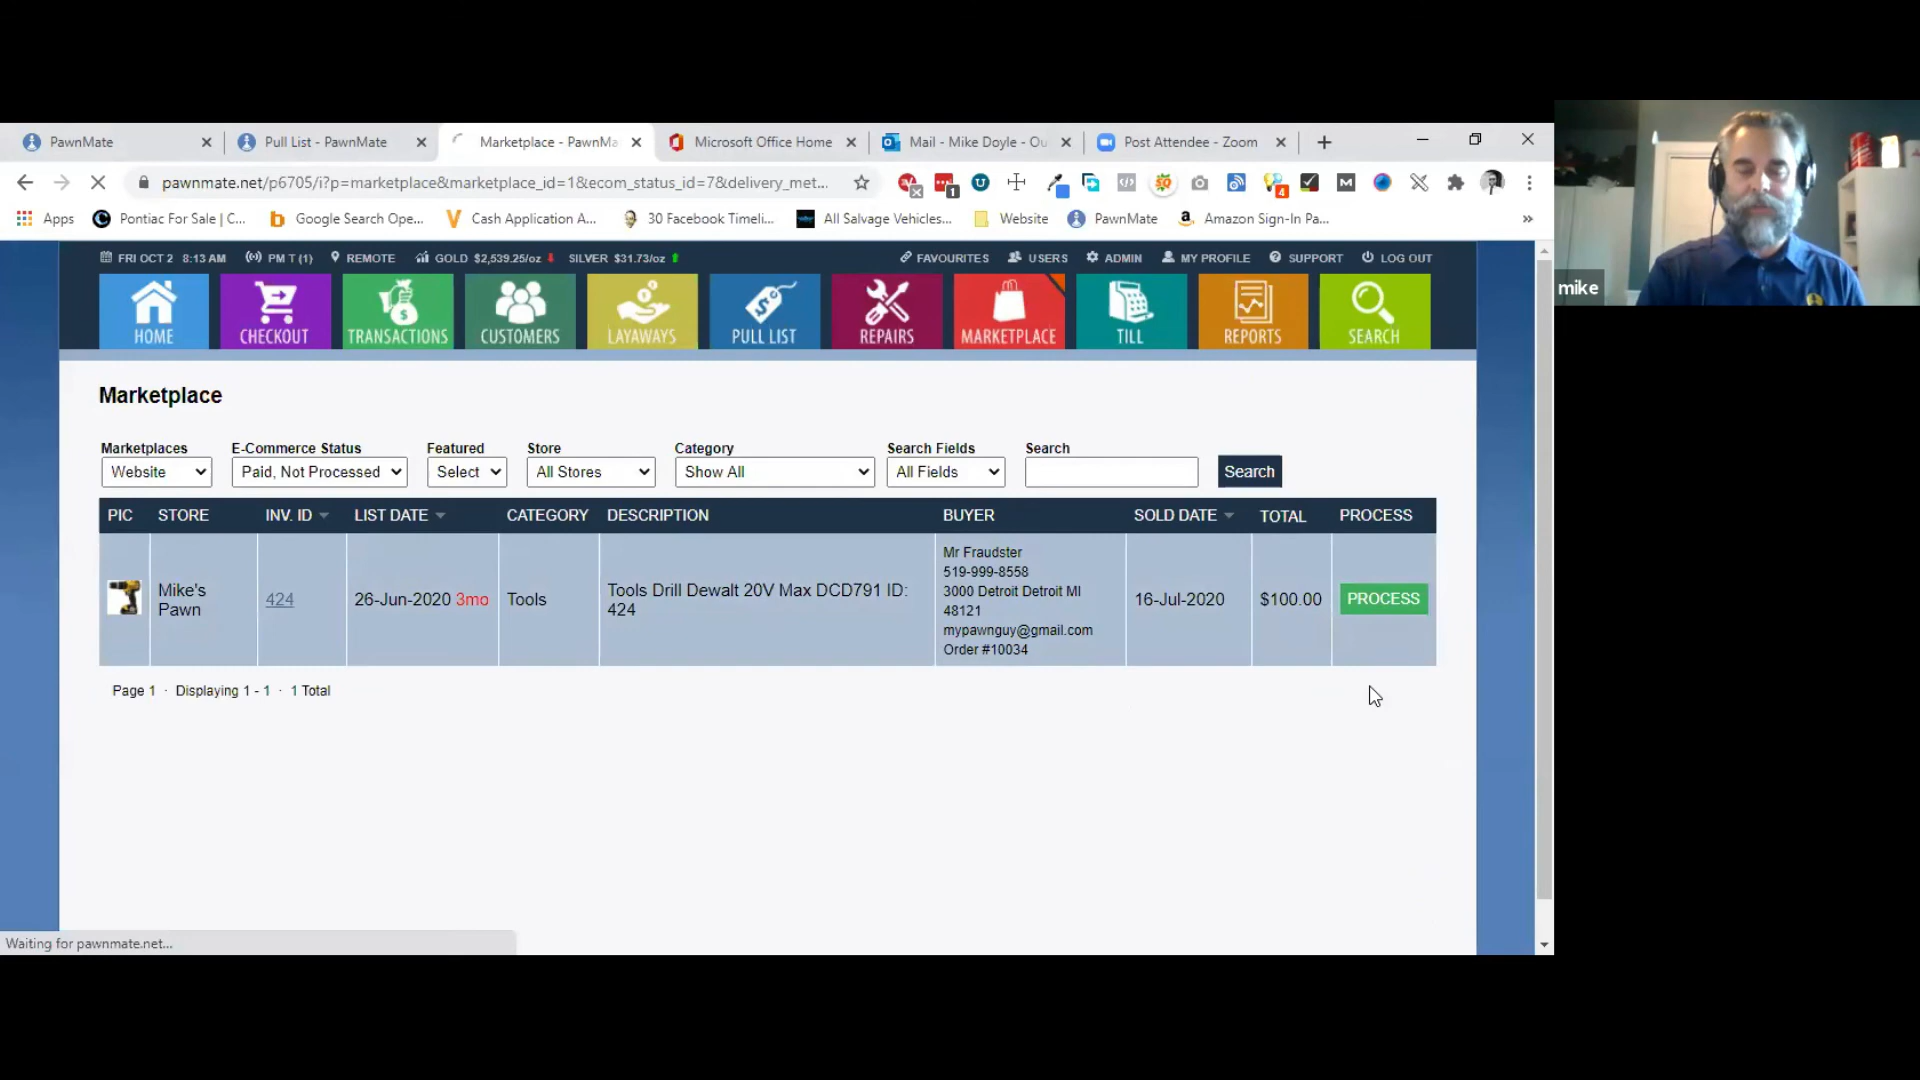 PawnMate
Pull List - PawnMate
Marketplace - PawnMa
Microsoft Office Home
Mail - Mike Doyle - Ou
Post Attendee - Zoom
pawnmate.net/p6705/i?p=marketplace&marketplace_id=1&ecom_status_id=7&delivery_met...
Apps
Pontiac For Sale | C...
Google Search Ope...
Cash Application A...
30 Facebook Timeli...
All Salvage Vehicles...
Website
PawnMate
Amazon Sign-In Pa...
»
FRI OCT 2 8:13 AM
PM T (1)
REMOTE
GOLD $2,539.25/oz
SILVER $31.73/oz
FAVOURITES
USERS
ADMIN
MY PROFILE
SUPPORT
LOG OUT
HOME
CHECKOUT
TRANSACTIONS
CUSTOMERS
LAYAWAYS
PULL LIST
REPAIRS
MARKETPLACE
TILL
REPORTS
SEARCH
mike
Marketplace
Marketplaces
E-Commerce Status
Featured
Store
Category
Search Fields
Search
Website
Paid, Not Processed
Select
All Stores
Show All
All Fields
Search
PIC STORE INV. ID LIST DATE CATEGORY DESCRIPTION BUYER SOLD DATE TOTAL PROCESS
Mike's
Pawn
424
26-Jun-2020 3mo
Tools
Tools Drill Dewalt 20V Max DCD791 ID:
424
Mr Fraudster
519-999-8558
3000 Detroit Detroit MI
48121
mypawnguy@gmail.com
Order #10034
16-Jul-2020
$100.00
PROCESS
Page 1 · Displaying 1 - 1 · 1 Total
Waiting for pawnmate.net...